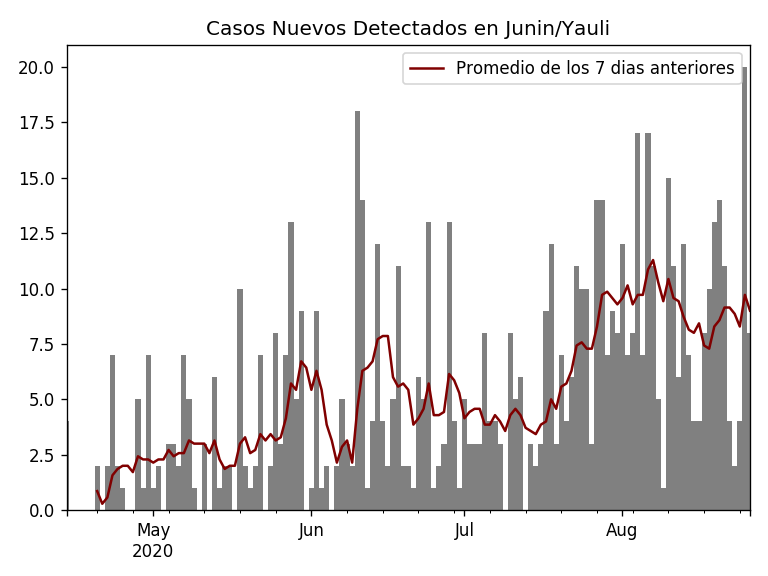 Casos Nuevos Detectados en Junin/Yauli
Promedio de los 7 dias anteriores
20.0
17.5
15.0
12.5
10.0
7.5
5.0
2.5
0.0
May
2020
Jun
Jul
Aug